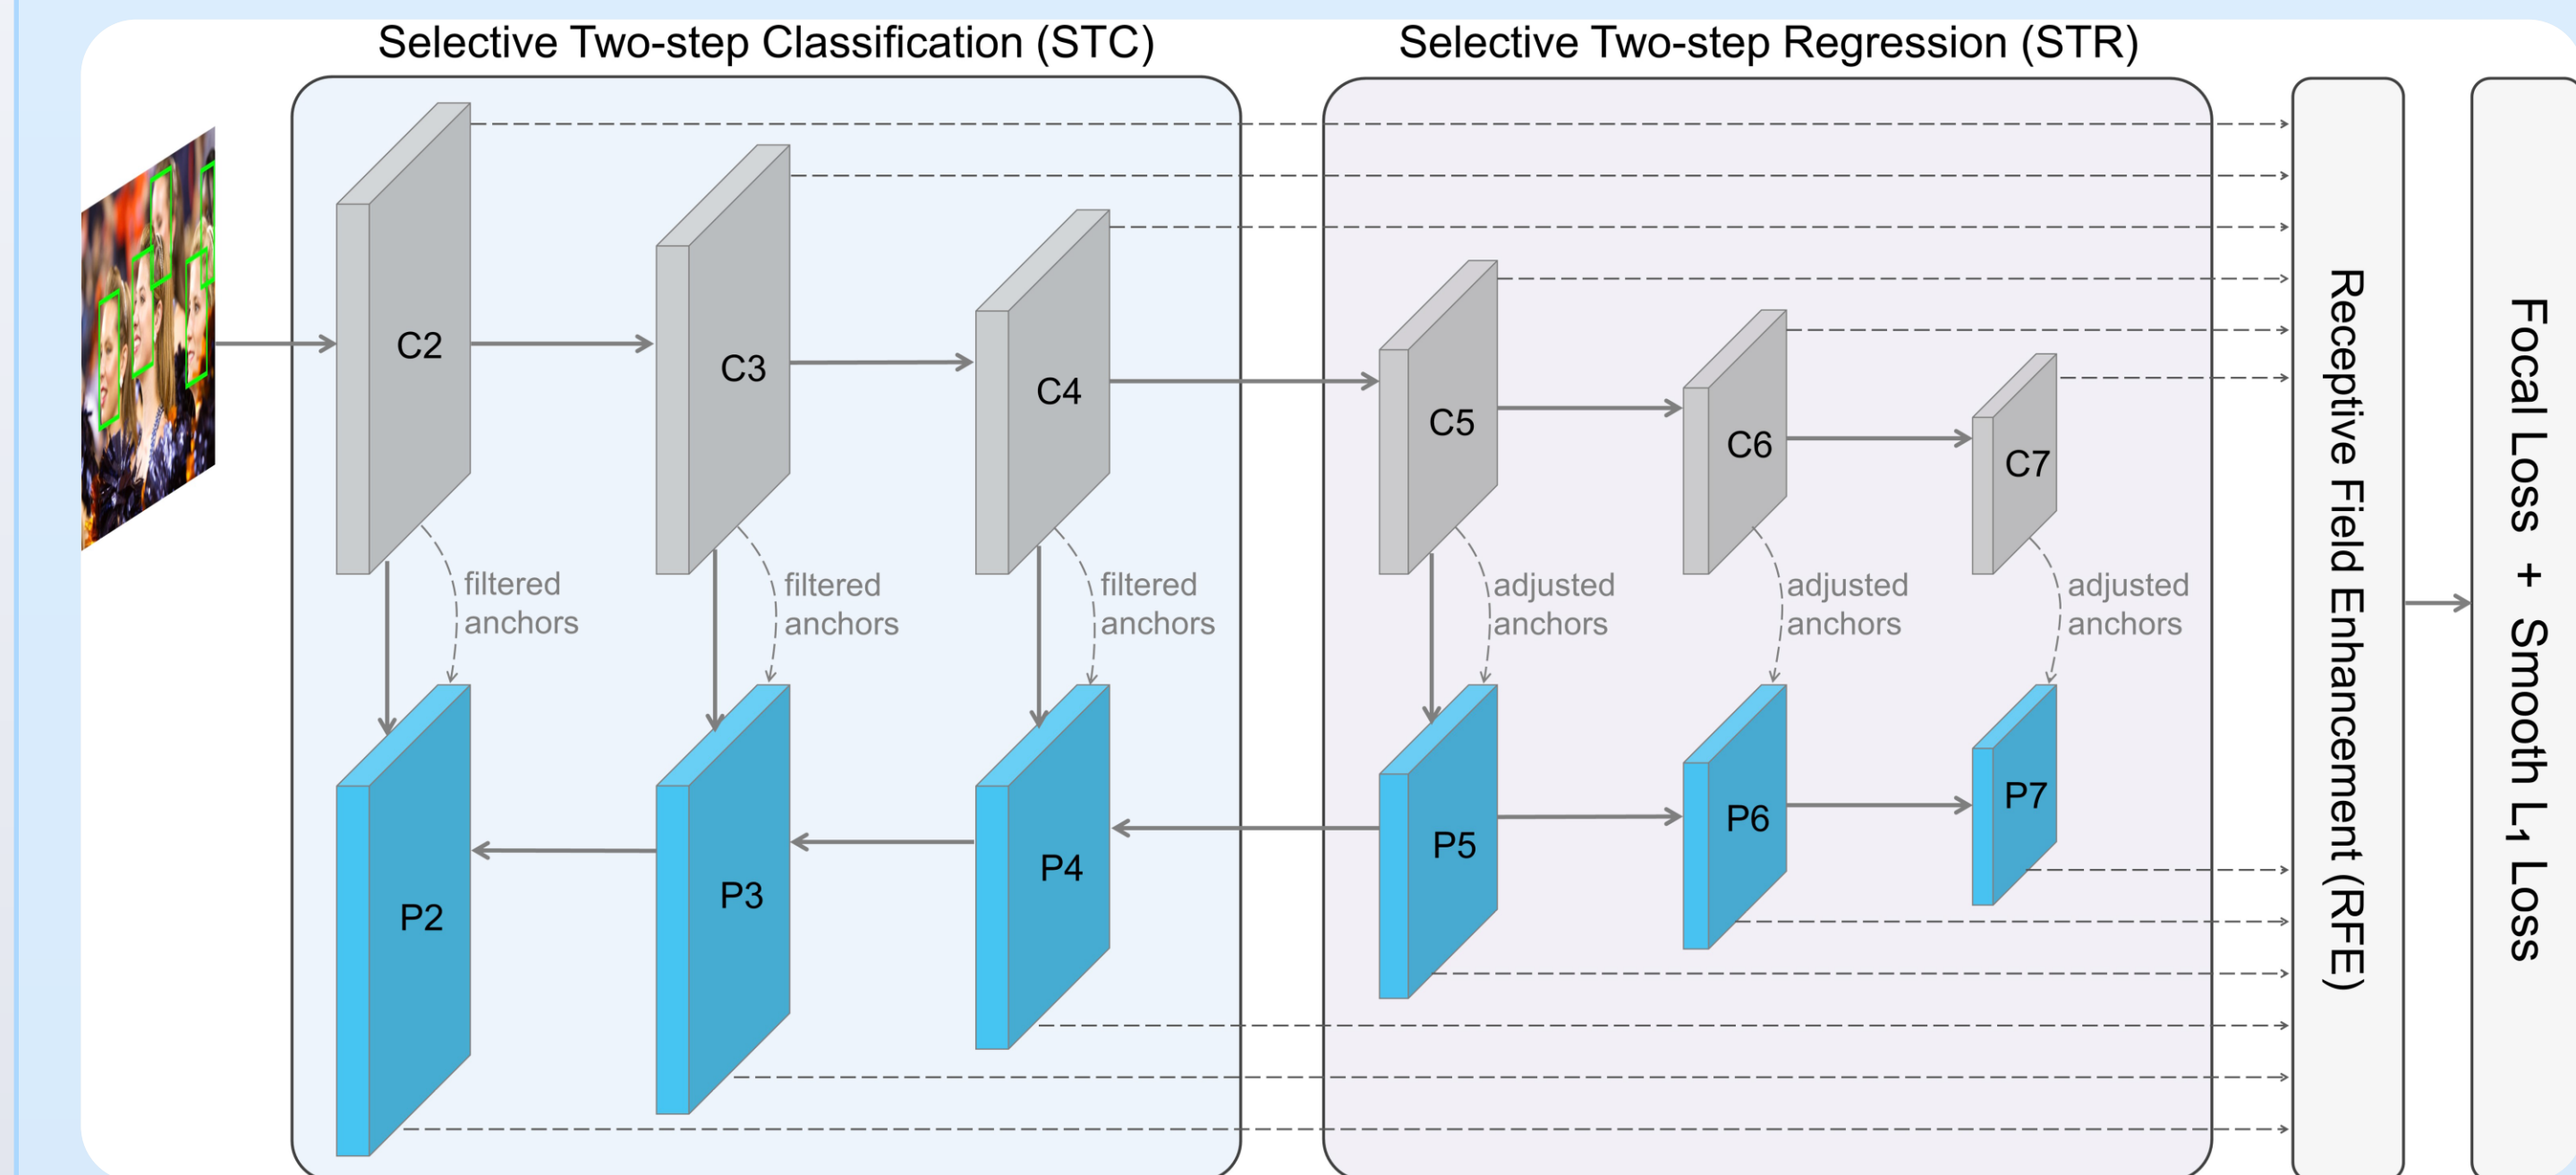 Selective Two-step Classification (STC)
Selective Two-step Regression (STR)
C2
C3
C4
C5
C6
C7
filtered
anchors
filtered
anchors
filtered
anchors
adjusted
anchors
adjusted
anchors
adjusted
anchors
P2
P3
P4
P5
P6
P7
Receptive Field Enhancement (RFE)
Focal Loss + Smooth L₁ Loss